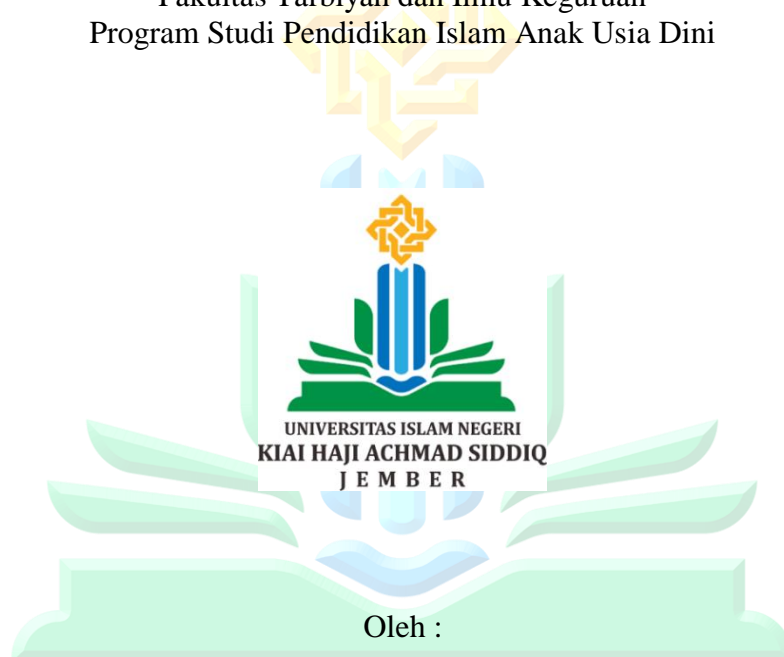 Fakultas Tarbiyah dan Ilmu Keguruan
Program Studi Pendidikan Islam Anak Usia Dini
UNIVERSITAS ISLAM NEGERI
KIAI HAJI ACHMAD SIDDIQ
JEMBER
Oleh :